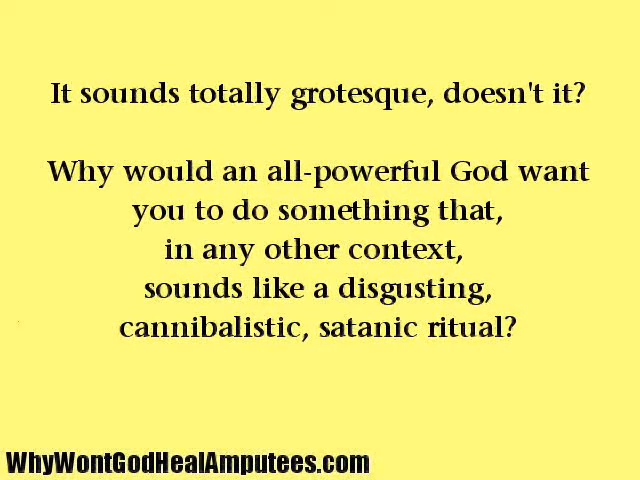 It sounds totally grotesque, doesn't it?
Why would an all-powerful God want
you to do something that,
in any other context,
sounds like a disgusting,
cannibalistic, satanic ritual?
WhyWontGodHealAmputees.com